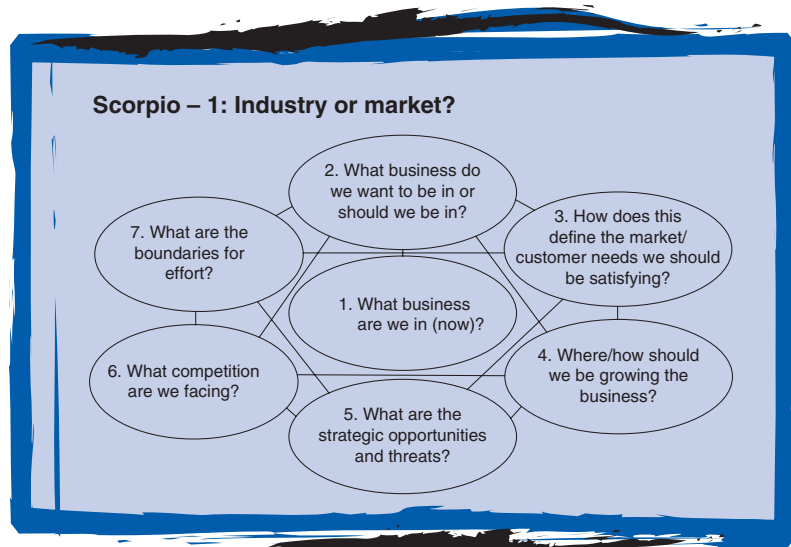 Scorpio – 1: Industry or market?
2. What business do
we want to be in or
should we be in?
7. What are the
boundaries for
effort?
3. How does this
define the market/
customer needs we should
be satisfying?
1. What business
are we in (now)?
6. What competition
are we facing?
4. Where/how should
we be growing the
business?
5. What are the
strategic opportunities
and threats?